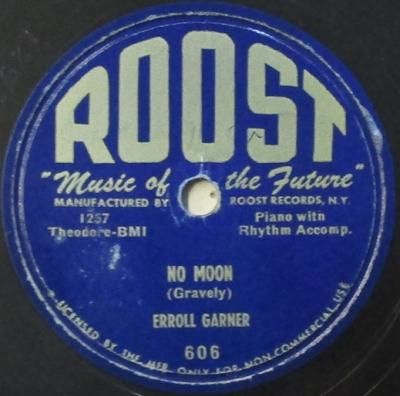 ROOST
"Music of the Future"
MANUFACTURED BY ROOST RECORDS, N.Y.
1257 Piano with
Theodore-BMI Rhythm Accomp.
NO MOON
(Gravely)
ERROLL GARNER
606
LICENSED BY THE MFR. ONLY FOR NON-COMMERCIAL USE